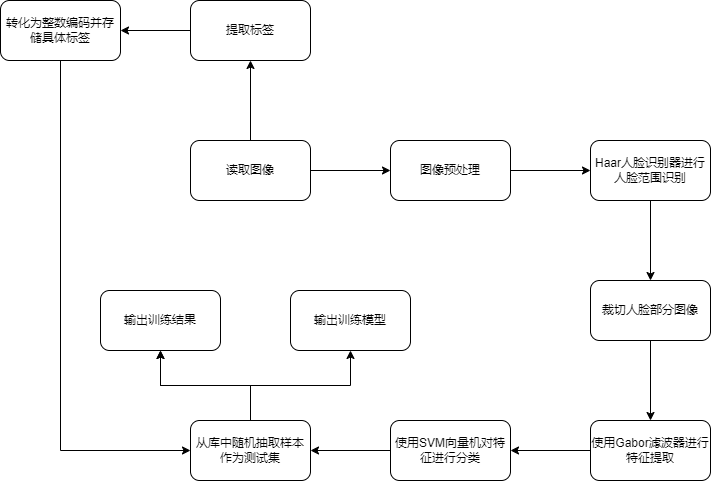 转化为整数编码并存
储具体标签
提取标签
读取图像
图像预处理
Haar人脸识别器进行
人脸范围识别
裁切人脸部分图像
输出训练结果
输出训练模型
从库中随机抽取样本
作为测试集
使用SVM向量机对特
征进行分类
使用Gabor滤波器进行
特征提取